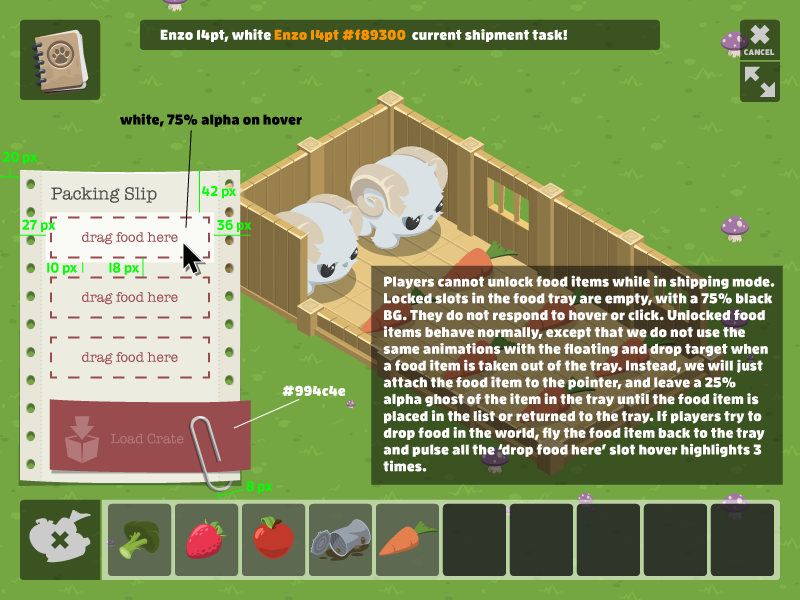 Enzo 14pt, white Enzo 14pt #f89300 current shipment task!
CANCEL
white, 75% alpha on hover
20 px
Packing Slip
42 px
27 px
36 px
drag food here
10 px
18 px
drag food here
drag food here
#994c4e
Load Crate
8 px
Players cannot unlock food items while in shipping mode.
Locked slots in the food tray are empty, with a 75% black
BG. They do not respond to hover or click. Unlocked food
items behave normally, except that we do not use the
same animations with the floating and drop target when
a food item is taken out of the tray. Instead, we will just
attach the food item to the pointer, and leave a 25%
alpha ghost of the item in the tray until the food item is
placed in the list or returned to the tray. If players try to
drop food in the world, fly the food item back to the tray
and pulse all the 'drop food here' slot hover highlights 3
times.